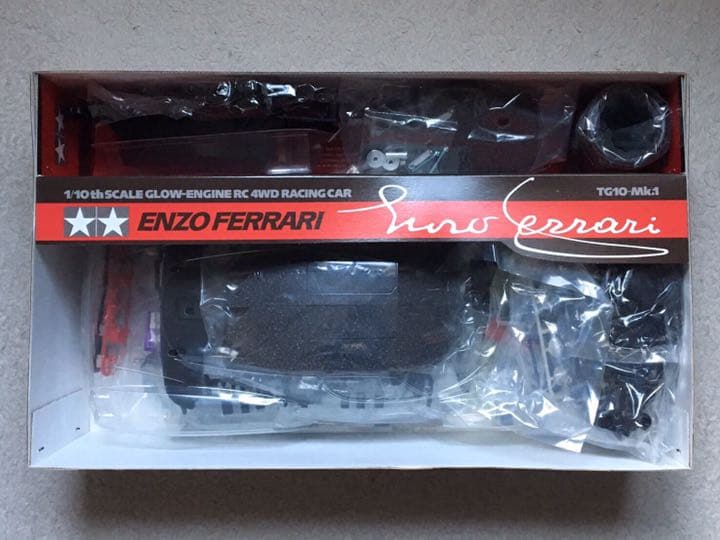 1/10th SCALE GLOW-ENGINE RC 4WD RACING CAR
TG10-Mk.1
ENZO FERRARI
Enzo Ferrari